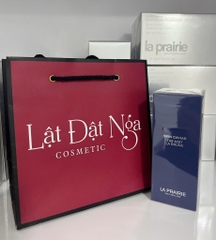 la prairie
Lật Đật Nga
COSMETIC
SKIN CAVIAR
LA PRAIRIE